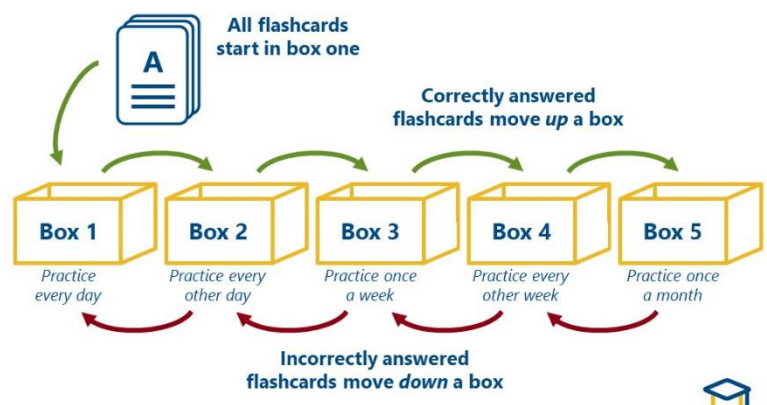 All flashcards
start in box one
A
Correctly answered
flashcards move up a box
Box 1
Box 2
Box 3
Box 4
Box 5
Practice
every day
Practice every
other day
Practice once
a week
Practice every
other week
Practice once
a month
Incorrectly answered
flashcards move down a box